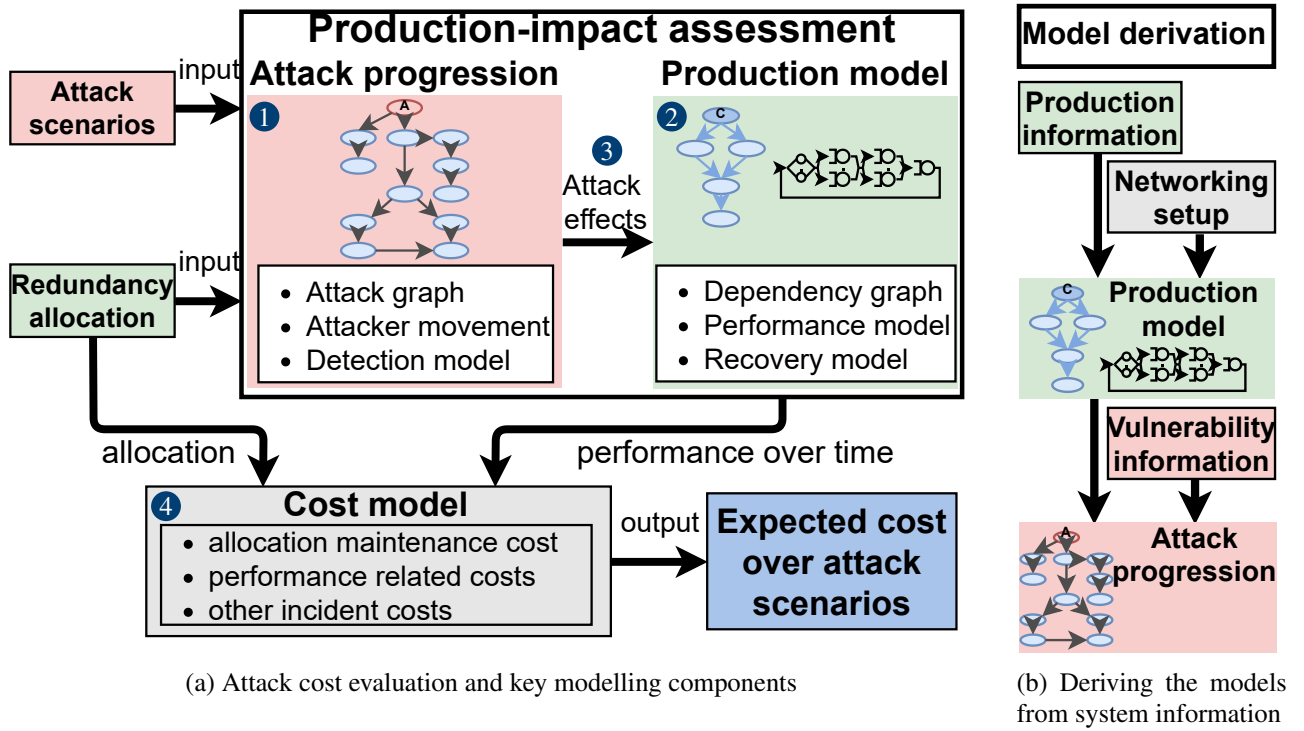 Production-impact assessment
Attack progression
Production model
input
Attack
scenarios
1
A
2
C
3
Attack
effects
input
Redundancy
allocation
• Attack graph
• Attacker movement
• Detection model
• Dependency graph
• Performance model
• Recovery model
allocation
performance over time
4
Cost model
• allocation maintenance cost
• performance related costs
• other incident costs
output
Expected cost
over attack
scenarios
(a) Attack cost evaluation and key modelling components
Model derivation
Production
information
Networking
setup
C
Production
model
Vulnerability
information
A
Attack
progression
(b) Deriving the models
from system information